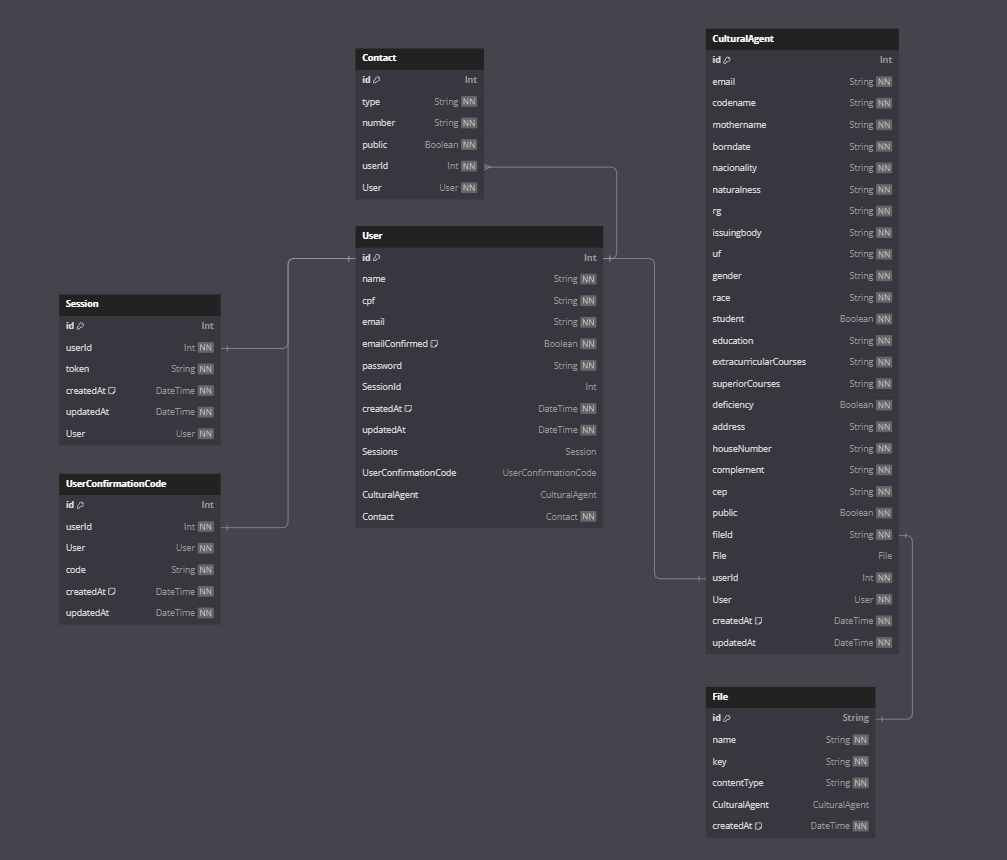 Contact
id Int
type String NN
number String NN
public Boolean NN
userId Int NN
User User NN
User
id Int
name String NN
cpf String NN
email String NN
emailConfirmed Boolean NN
password String NN
SessionId Int
createdAt DateTime NN
updatedAt DateTime NN
Sessions Session
UserConfirmationCode UserConfirmationCode
CulturalAgent CulturalAgent
Contact Contact NN
Session
id Int
userId Int NN
token String NN
createdAt DateTime NN
updatedAt DateTime NN
User User NN
UserConfirmationCode
id Int
userId Int NN
User User NN
code String NN
createdAt DateTime NN
updatedAt DateTime NN
CulturalAgent
id Int
email String NN
codename String NN
mothername String NN
borndate String NN
nacionality String NN
naturalness String NN
rg String NN
issuingbody String NN
uf String NN
gender String NN
race String NN
student Boolean NN
education String NN
extracurricularCourses String NN
superiorCourses String NN
deficiency Boolean NN
address String NN
houseNumber String NN
complement String NN
cep String NN
public Boolean NN
fileId String NN
File File
userId Int NN
User User NN
createdAt DateTime NN
updatedAt DateTime NN
File
id String
name String NN
key String NN
contentType String NN
CulturalAgent CulturalAgent
createdAt DateTime NN